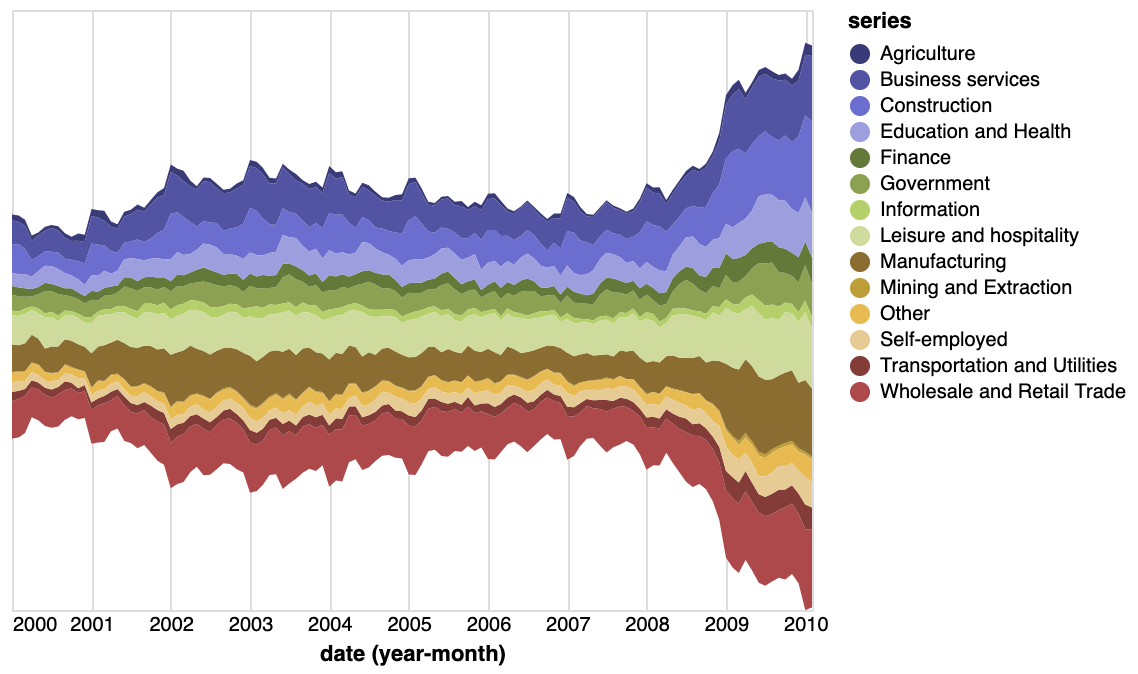 series
Agriculture
Business services
Construction
Education and Health
Finance
Government
Information
Leisure and hospitality
Manufacturing
Mining and Extraction
Other
Self-employed
Transportation and Utilities
Wholesale and Retail Trade
2000 2001 2002 2003 2004 2005 2006 2007 2008 2009 2010
date (year-month)